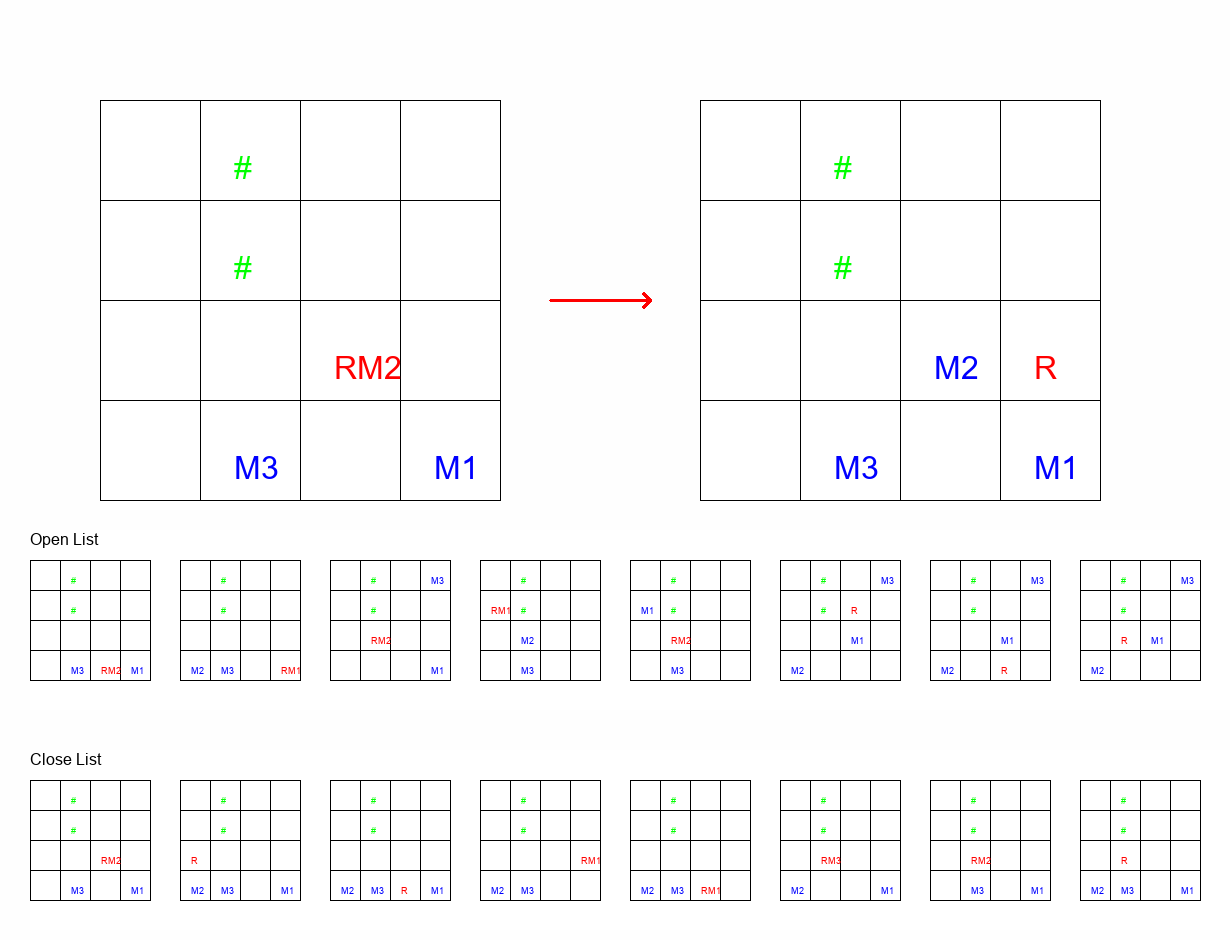 # #
# #
RM2 M2 R
M3 M1 M3 M1
Open List
# # # M3 # # # M3 # M3 # M3
# # # RM1 # M1 # # R # #
RM2 M2 RM2 M1 M1 R M1
M3 RM2 M1 M2 M3 RM1 M1 M3 M3 M2 M2 R M2
Close List
# # # # # # # #
# # # # # # # #
RM2 R RM1 RM3 RM2 R
M3 M1 M2 M3 M1 M2 M3 R M1 M2 M3 M2 M3 RM1 M2 M1 M3 M1 M2 M3 M1